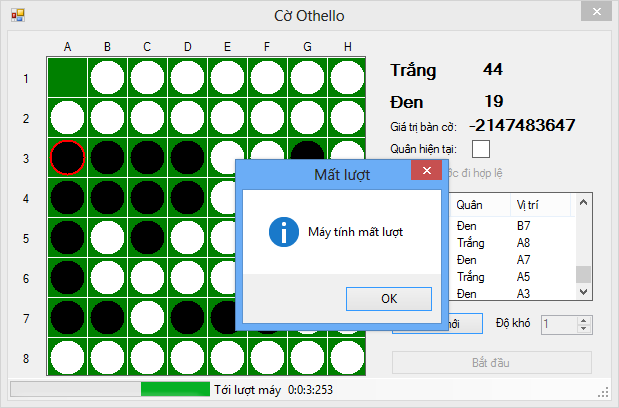 Cờ Othello
A B C D E F G H
1
Trắng 44
2
Đen 19
Giá trị bàn cờ: -2147483647
3
Quân hiện tại:
Mất lượt
ớc đi hợp lệ
4
Quân Vị trí
Đen B7
5
Máy tính mất lượt
Trắng A8
Đen A7
6
Trắng A5
OK
Đen A3
7
Độ khó 1
8
Bắt đầu
Tới lượt máy 0:0:3:253